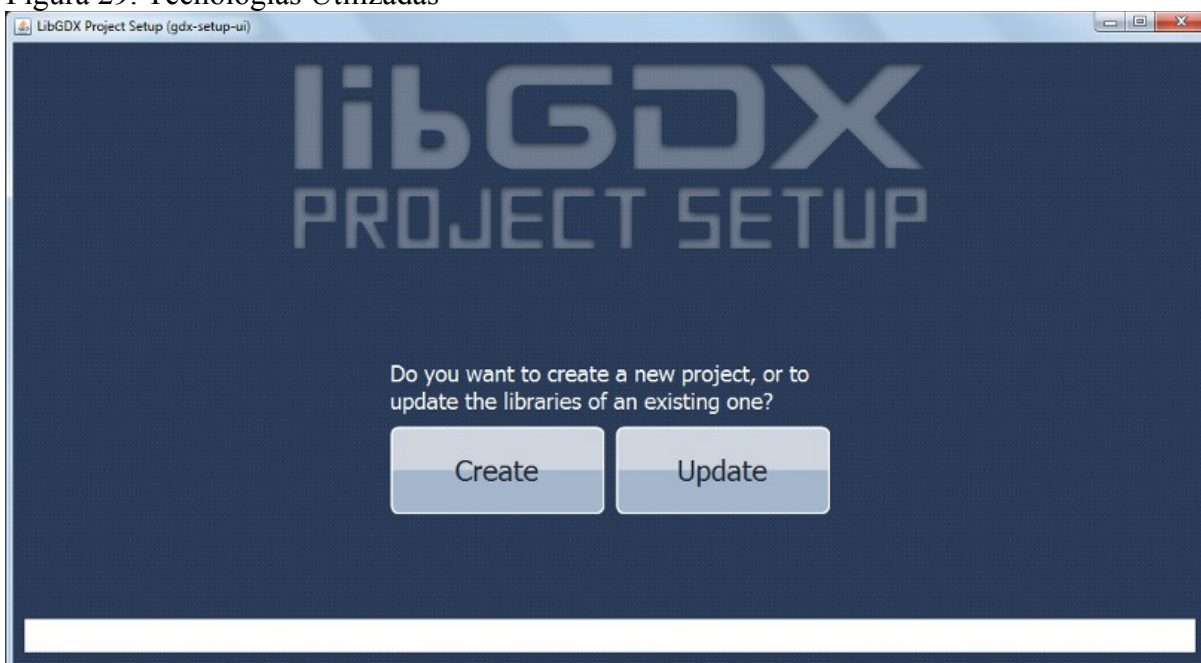 Figura 29: Tecnologias Utilizadas
LibGDX Project Setup (gdx-setup-ui)
libGDX
PROJECT SETUP
Do you want to create a new project, or to
update the libraries of an existing one?
Create Update